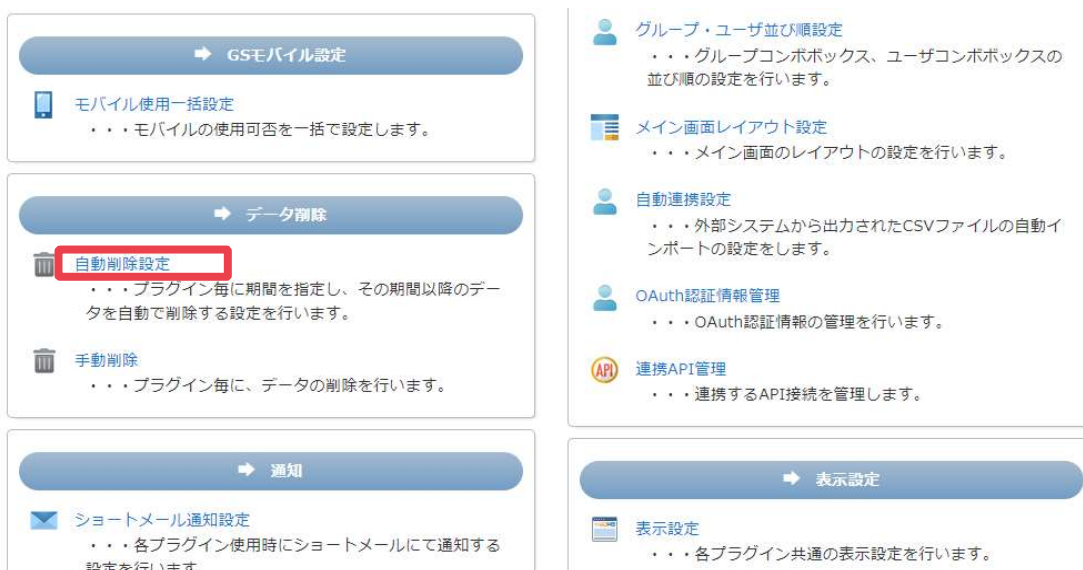 GSモバイル設定
モバイル使用一括設定
・・・モバイルの使用可否を一括で設定します。
データ削除
自動削除設定
・・・プラグイン毎に期間を指定し、その期間以降のデー
タを自動で削除する設定を行います。
手動削除
・・・プラグイン毎に、データの削除を行います。
通知
ショートメール通知設定
・・・各プラグイン使用時にショートメールにて通知する
設定を行います
グループ・ユーザ並び順設定
・・・グループコンボボックス、ユーザコンボボックスの
並び順の設定を行います。
メイン画面レイアウト設定
・・・メイン画面のレイアウトの設定を行います。
自動連携設定
・・・外部システムから出力されたCSVファイルの自動イ
ンポートの設定をします。
OAuth認証情報管理
・・・OAuth認証情報の管理を行います。
API
連携API管理
・・・連携するAPI接続を管理します。
表示設定
表示設定
・・・各プラグイン共通の表示設定を行います。